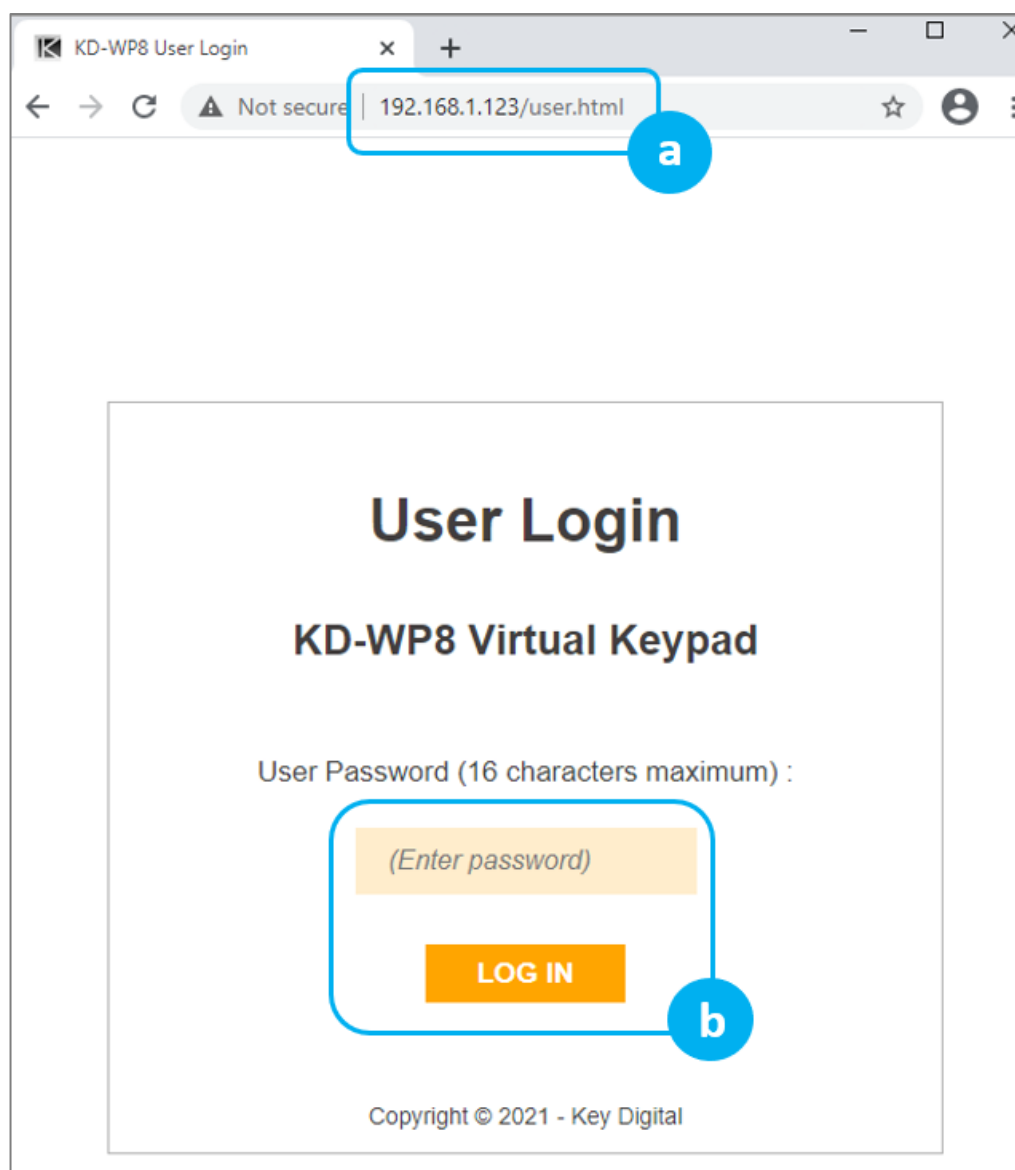 KD-WP8 User Login
Not secure 192.168.1.123/user.html
a
User Login
KD-WP8 Virtual Keypad
User Password (16 characters maximum) :
(Enter password)
LOG IN
b
Copyright © 2021 - Key Digital